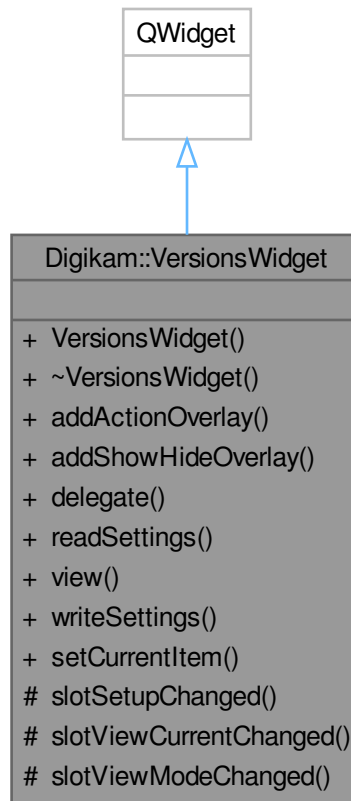 QWidget
Digikam::VersionsWidget
+ VersionsWidget()
+ ~VersionsWidget()
+ addActionOverlay()
+ addShowHideOverlay()
+ delegate()
+ readSettings()
+ view()
+ writeSettings()
+ setCurrentItem()
# slotSetupChanged()
# slotViewCurrentChanged()
# slotViewModeChanged()